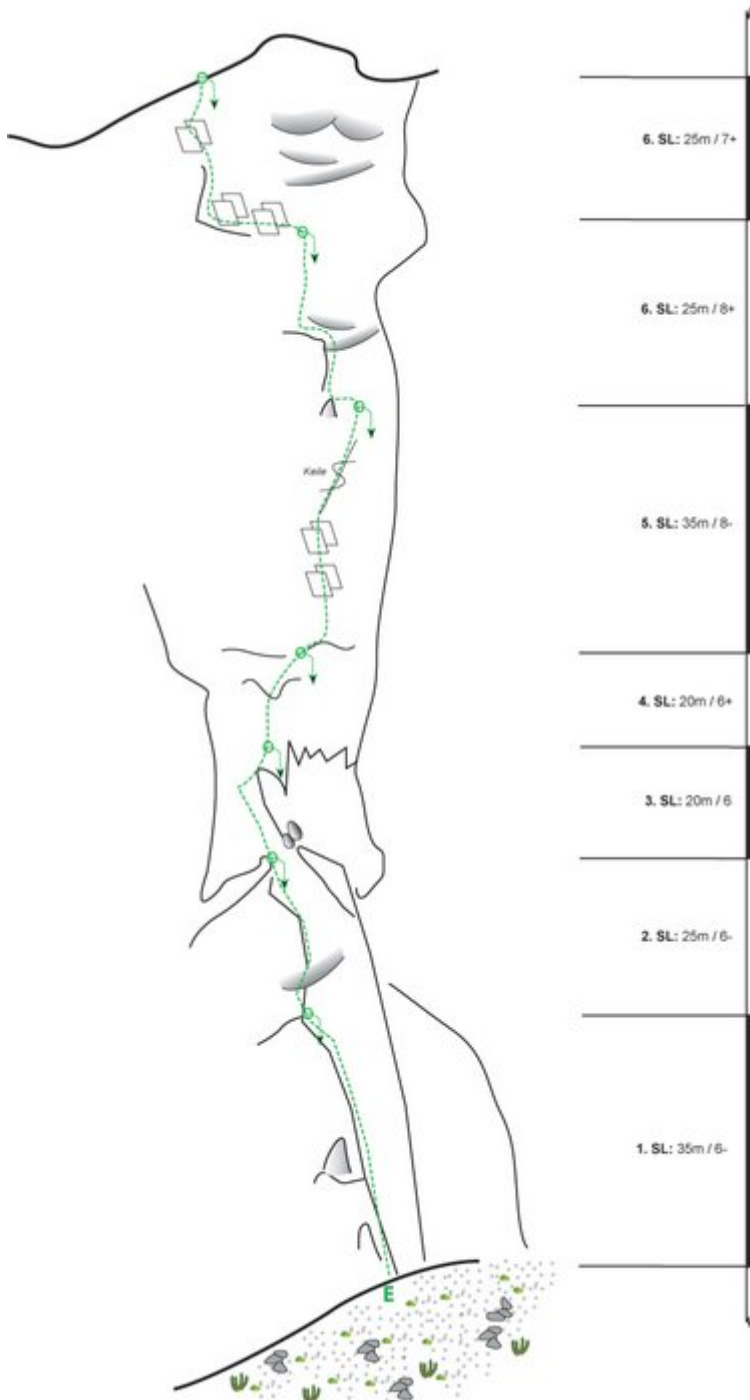 6. SL: 25m / 7+
6. SL: 25m / 8+
Keile
5. SL: 35m / 8-
4. SL: 20m / 6+
3. SL: 20m / 6
2. SL: 25m / 6-
1. SL: 35m / 6-
E